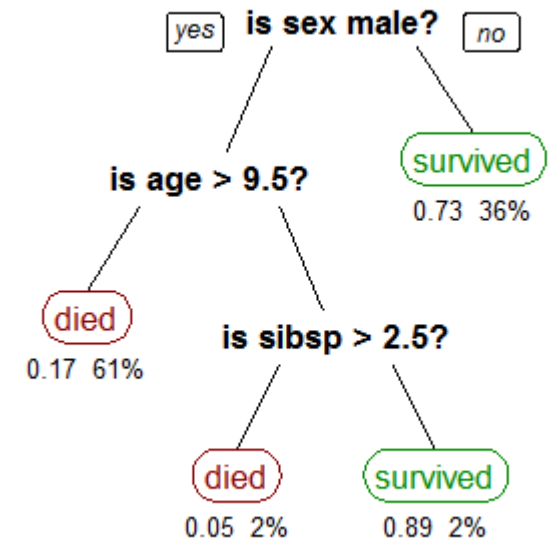 yes is sex male? no
survived
0.73 36%
is age > 9.5?
died
0.17 61%
is sibsp > 2.5?
died survived
0.05 2% 0.89 2%